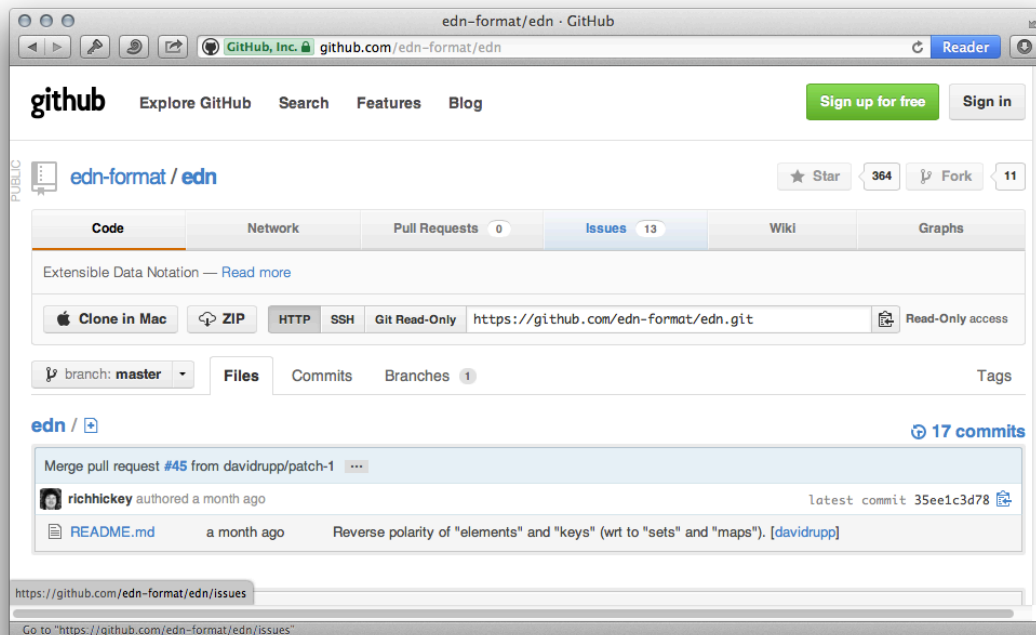 edn-format/edn · GitHub
GitHub, Inc. github.com/edn-format/edn Reader
github Explore GitHub Search Features Blog Sign up for free Sign in
PUBLIC
edn-format / edn Star 364 Fork 11
Code Network Pull Requests 0 Issues 13 Wiki Graphs
Extensible Data Notation — Read more
Clone in Mac ZIP HTTP SSH Git Read-Only https://github.com/edn-format/edn.git Read-Only access
branch: master Files Commits Branches 1 Tags
edn / 17 commits
Merge pull request #45 from davidrupp/patch-1 ...
richhickey authored a month ago latest commit 35ee1c3d78
README.md a month ago Reverse polarity of "elements" and "keys" (wrt to "sets" and "maps"). [davidrupp]
https://github.com/edn-format/edn/issues
Go to "https://github.com/edn-format/edn/issues"